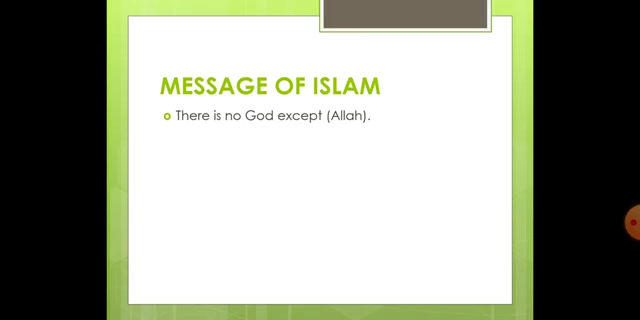 MESSAGE OF ISLAM
There is no God except (Allah).